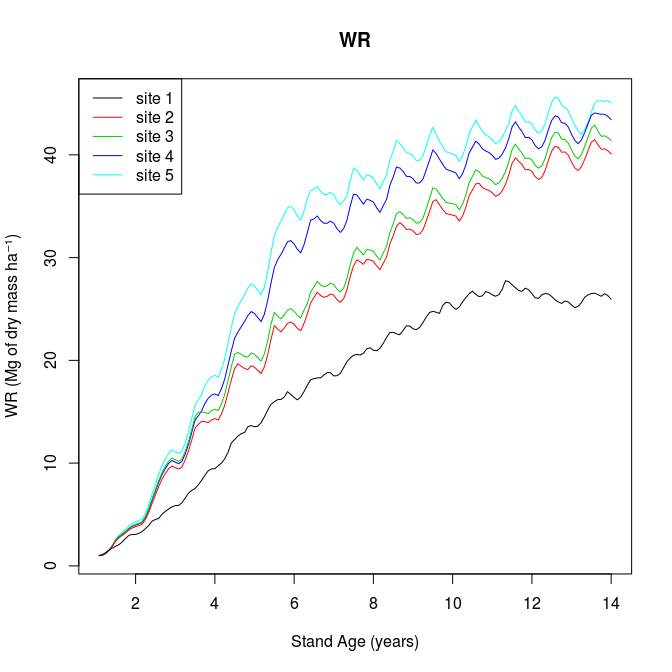 WR
site 1
site 2
site 3
site 4
site 5
WR (Mg of dry mass ha⁻¹)
40
30
20
10
0
2 4 6 8 10 12 14
Stand Age (years)